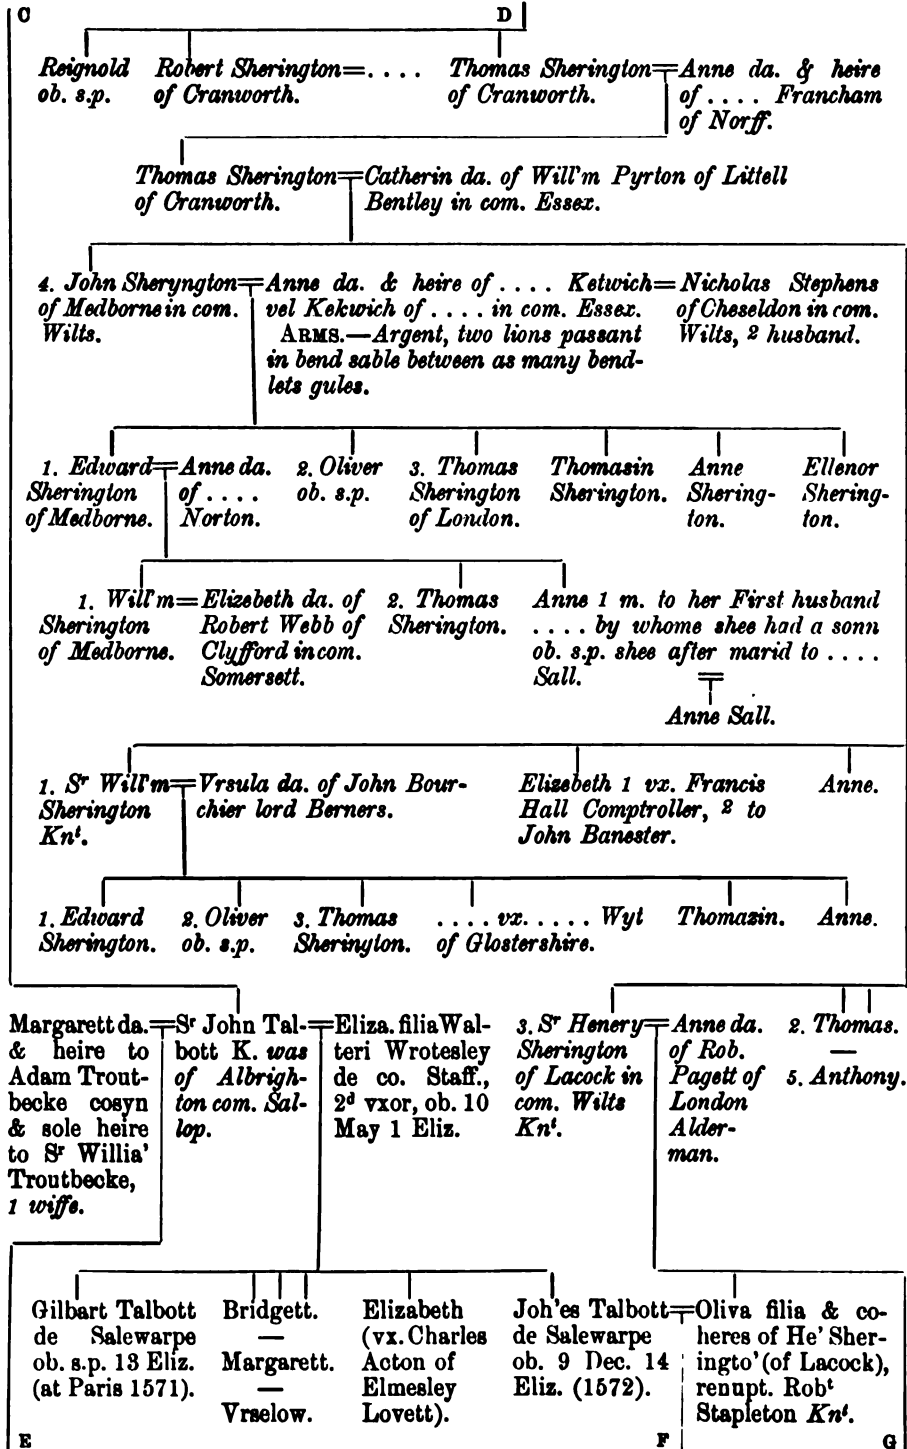 C D
Reignold Robert Sherington=.... Thomas Sherington=Anne da. & heire
ob. s.p. of Cranworth. of Cranworth. of .... Francham
of Norff.
Thomas Sherington=Catherin da. of Will'm Pyrton of Littell
of Cranworth. Bentley in com. Essex.
4. John Sheryngton=Anne da. & heire of .... Ketwich=Nicholas Stephens
of Medborne in com. vel Kekwich of .... in com. Essex. of Cheseldon in com.
Wilts. ARMS.—Argent, two lions passant Wilts, 2 husband.
in bend sable between as many bend-
lets gules.
1. Edward=Anne da. 2. Oliver 3. Thomas Thomasin Anne Ellenor
Sherington of .... ob. s.p. Sherington Sherington. Shering- Shering-
of Medborne. Norton. of London. ton. ton.
1. Will'm=Elizebeth da. of 2. Thomas Anne 1 m. to her First husband
Sherington Robert Webb of Sherington. .... by whome shee had a sonn
of Medborne. Clyfford in com. ob. s.p. shee after marid to ....
Somersett. Sall.
=
Anne Sall.
1. Sr Will'm=Vrsula da. of John Bour- Elizebeth 1 vx. Francis Anne.
Sherington chier lord Berners. Hall Comptroller, 2 to
Knt. John Banester.
1. Edward 2. Oliver 3. Thomas .... vx..... Wyt Thomazin. Anne.
Sherington. ob. s.p. Sherington. of Glostershire.
Margarett da.=Sr John Tal-=Eliza. filia Wal- 3. Sr Henery=Anne da. 2. Thomas.
& heire to bott K. was teri Wrotesley Sherington of Rob. —
Adam Trout- of Albrigh- de co. Staff., of Lacock in Pagett of 5. Anthony.
becke cosyn ton com. Sal- 2d vxor, ob. 10 com. Wilts London
& sole heire lop. May 1 Eliz. Knt. Alder-
to Sr Willia' man.
Troutbecke,
1 wiffe.
Gilbart Talbott Bridgett. Elizabeth Joh'es Talbott=Oliva filia & co-
de Salewarpe — (vx. Charles de Salewarpe heres of He' Sher-
ob. s.p. 13 Eliz. Margarett. Acton of ob. 9 Dec. 14 ingto' (of Lacock),
(at Paris 1571). — Elmesley Eliz. (1572). renupt. Robt
Vrselow. Lovett). Stapleton Knt.
E F G